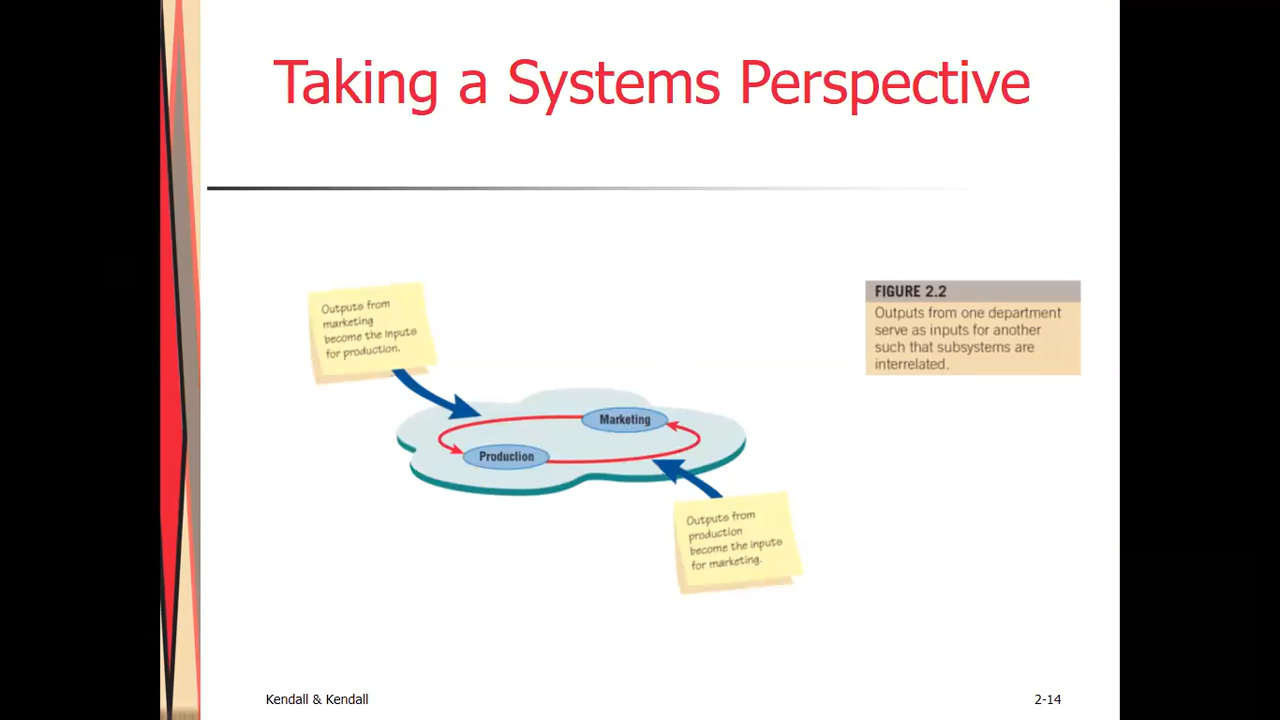 Taking a Systems Perspective
Outputs from
marketing
become the inputs
for production.
FIGURE 2.2
Outputs from one department
serve as inputs for another
such that subsystems are
interrelated.
Marketing
Production
Outputs from
production
become the inputs
for marketing.
Kendall & Kendall
2-14